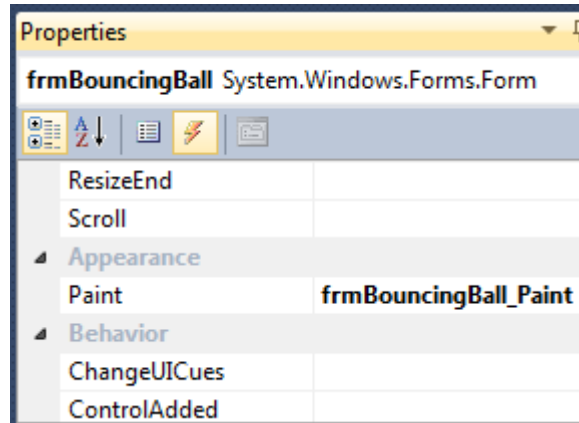 Properties
frmBouncingBall System.Windows.Forms.Form
A
Z
ResizeEnd
Scroll
Appearance
Paint frmBouncingBall_Paint
Behavior
ChangeUICues
ControlAdded